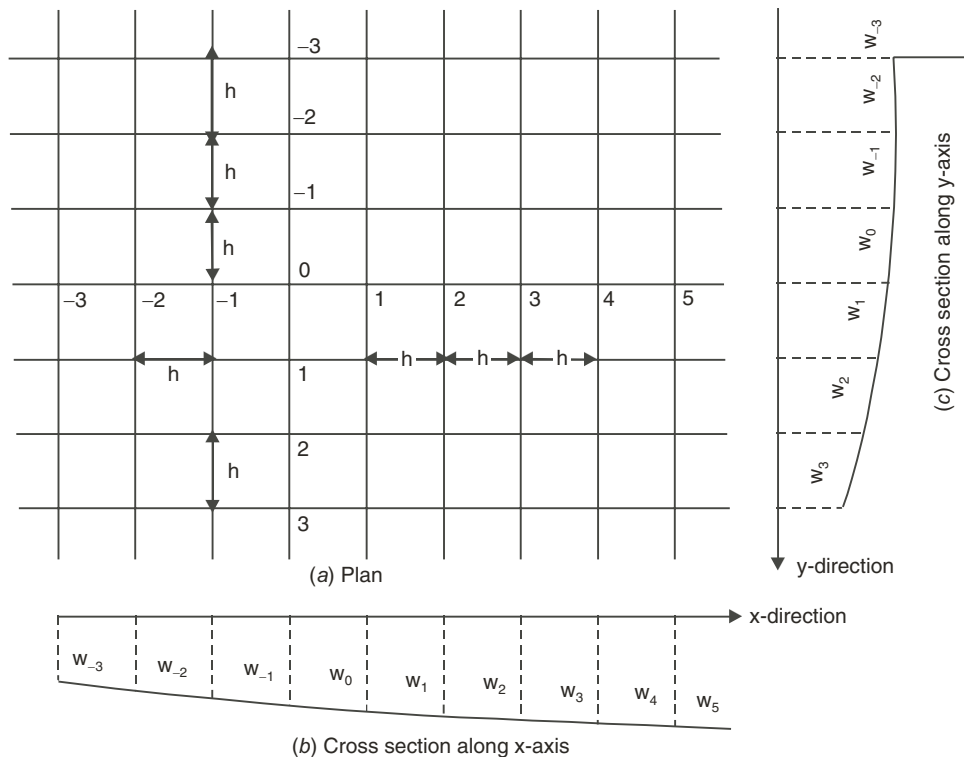 −3
h
−2
h
−1
h
0
−3 −2 −1 1 2 3 4 5
h h h h
1
2
h
3
(a) Plan
w−3
w−2
w−1
w0
w1
w2
w3
(c) Cross section along y-axis
y-direction
x-direction
w−3 w−2 w−1 w0 w1 w2 w3 w4 w5
(b) Cross section along x-axis